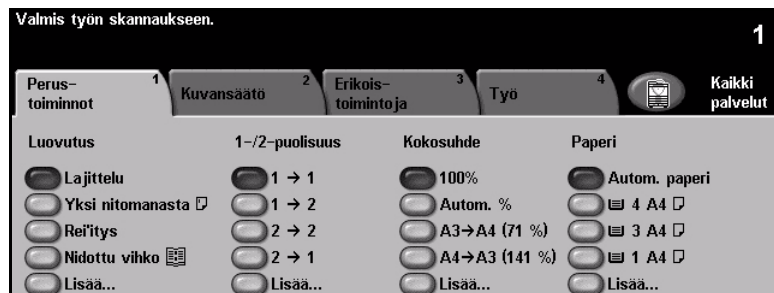 Valmis työn skannaukseen.
1
Perus-
toiminnot
1
Kuvansäätö
2
Erikois-
toimintoja
3
Työ
4
Kaikki
palvelut
Luovutus
1-/2-puolisuus
Kokosuhde
Paperi
Lajittelu
1 → 1
100%
Autom. paperi
Yksi nitomanasta
1 → 2
Autom. %
4 A4
Rei'itys
2 → 2
A3→A4 (71 %)
3 A4
Nidottu vihko
2 → 1
A4→A3 (141 %)
1 A4
Lisää...
Lisää...
Lisää...
Lisää...